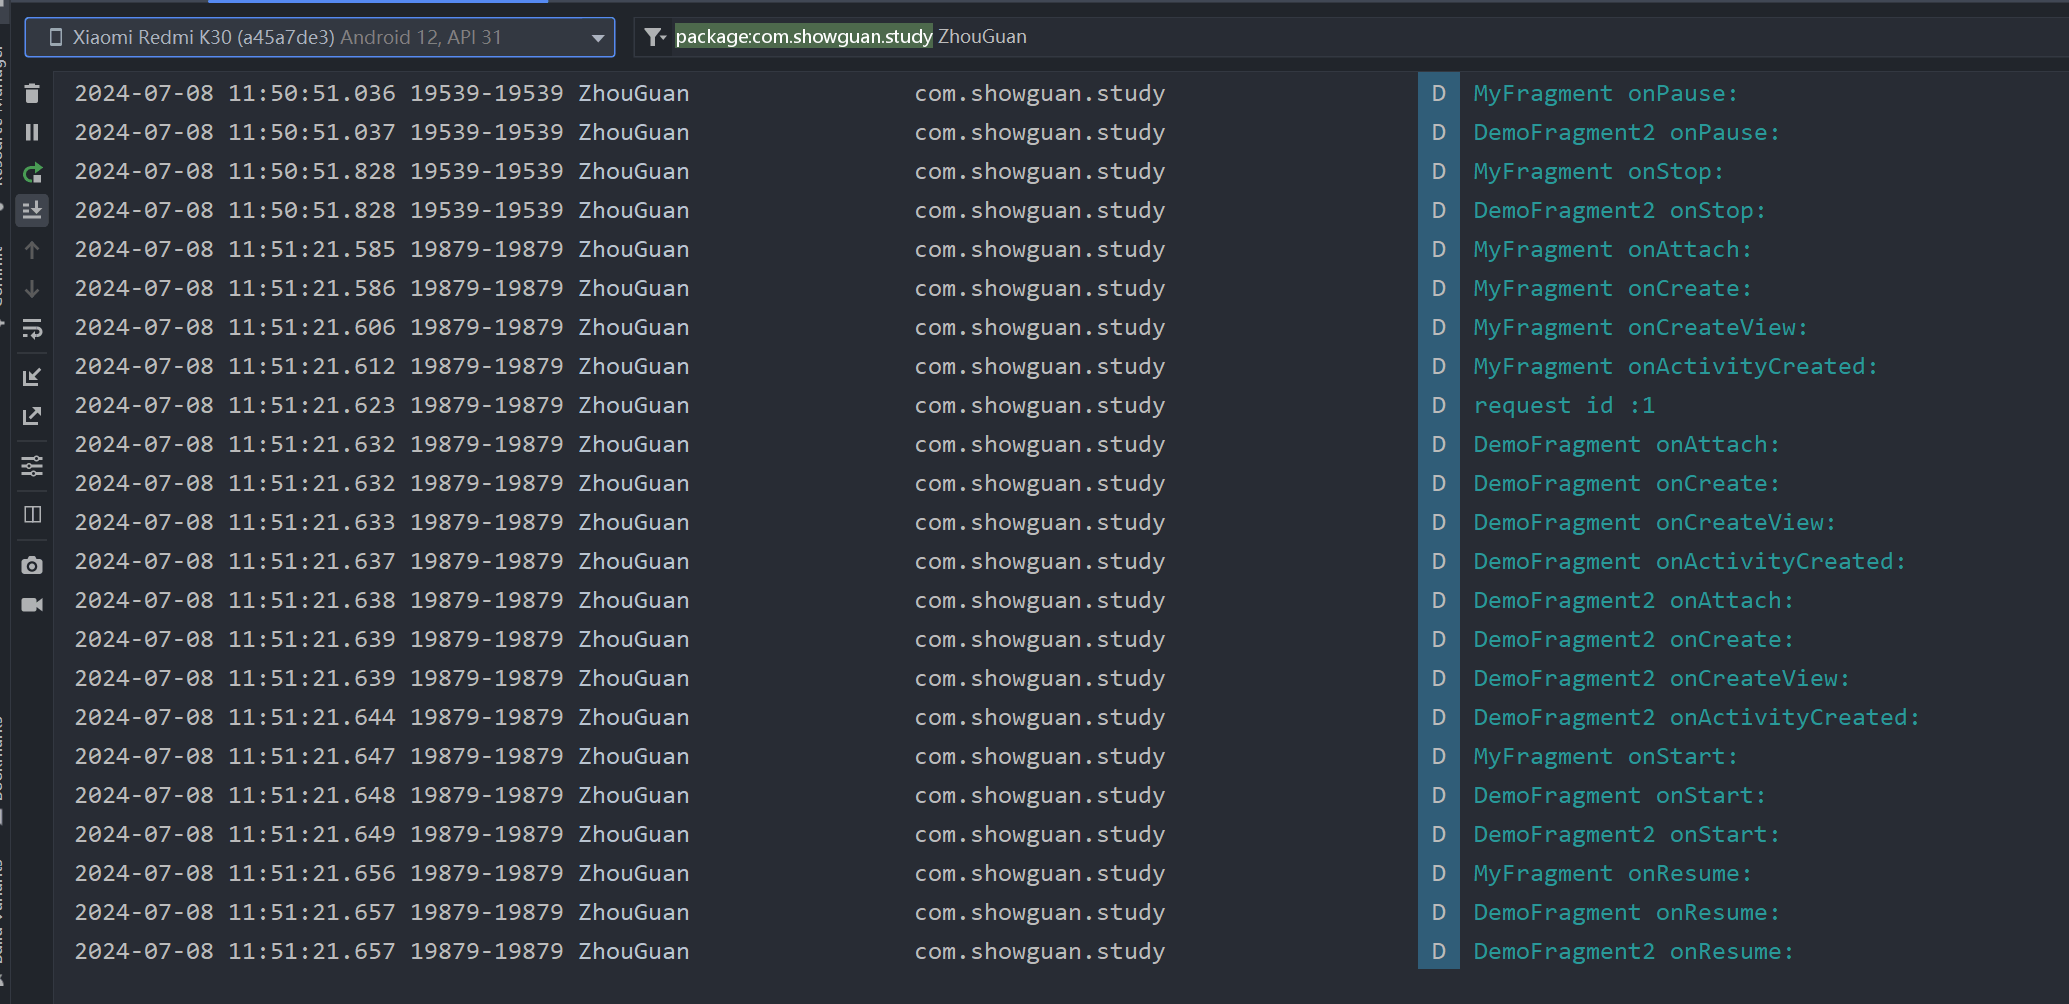 Xiaomi Redmi K30 (a45a7de3) Android 12, API 31 package:com.showguan.study ZhouGuan
2024-07-08 11:50:51.036 19539-19539 ZhouGuan com.showguan.study D MyFragment onPause:
2024-07-08 11:50:51.037 19539-19539 ZhouGuan com.showguan.study D DemoFragment2 onPause:
2024-07-08 11:50:51.828 19539-19539 ZhouGuan com.showguan.study D MyFragment onStop:
2024-07-08 11:50:51.828 19539-19539 ZhouGuan com.showguan.study D DemoFragment2 onStop:
2024-07-08 11:51:21.585 19879-19879 ZhouGuan com.showguan.study D MyFragment onAttach:
2024-07-08 11:51:21.586 19879-19879 ZhouGuan com.showguan.study D MyFragment onCreate:
2024-07-08 11:51:21.606 19879-19879 ZhouGuan com.showguan.study D MyFragment onCreateView:
2024-07-08 11:51:21.612 19879-19879 ZhouGuan com.showguan.study D MyFragment onActivityCreated:
2024-07-08 11:51:21.623 19879-19879 ZhouGuan com.showguan.study D request id :1
2024-07-08 11:51:21.632 19879-19879 ZhouGuan com.showguan.study D DemoFragment onAttach:
2024-07-08 11:51:21.632 19879-19879 ZhouGuan com.showguan.study D DemoFragment onCreate:
2024-07-08 11:51:21.633 19879-19879 ZhouGuan com.showguan.study D DemoFragment onCreateView:
2024-07-08 11:51:21.637 19879-19879 ZhouGuan com.showguan.study D DemoFragment onActivityCreated:
2024-07-08 11:51:21.638 19879-19879 ZhouGuan com.showguan.study D DemoFragment2 onAttach:
2024-07-08 11:51:21.639 19879-19879 ZhouGuan com.showguan.study D DemoFragment2 onCreate:
2024-07-08 11:51:21.639 19879-19879 ZhouGuan com.showguan.study D DemoFragment2 onCreateView:
2024-07-08 11:51:21.644 19879-19879 ZhouGuan com.showguan.study D DemoFragment2 onActivityCreated:
2024-07-08 11:51:21.647 19879-19879 ZhouGuan com.showguan.study D MyFragment onStart:
2024-07-08 11:51:21.648 19879-19879 ZhouGuan com.showguan.study D DemoFragment onStart:
2024-07-08 11:51:21.649 19879-19879 ZhouGuan com.showguan.study D DemoFragment2 onStart:
2024-07-08 11:51:21.656 19879-19879 ZhouGuan com.showguan.study D MyFragment onResume:
2024-07-08 11:51:21.657 19879-19879 ZhouGuan com.showguan.study D DemoFragment onResume:
2024-07-08 11:51:21.657 19879-19879 ZhouGuan com.showguan.study D DemoFragment2 onResume: